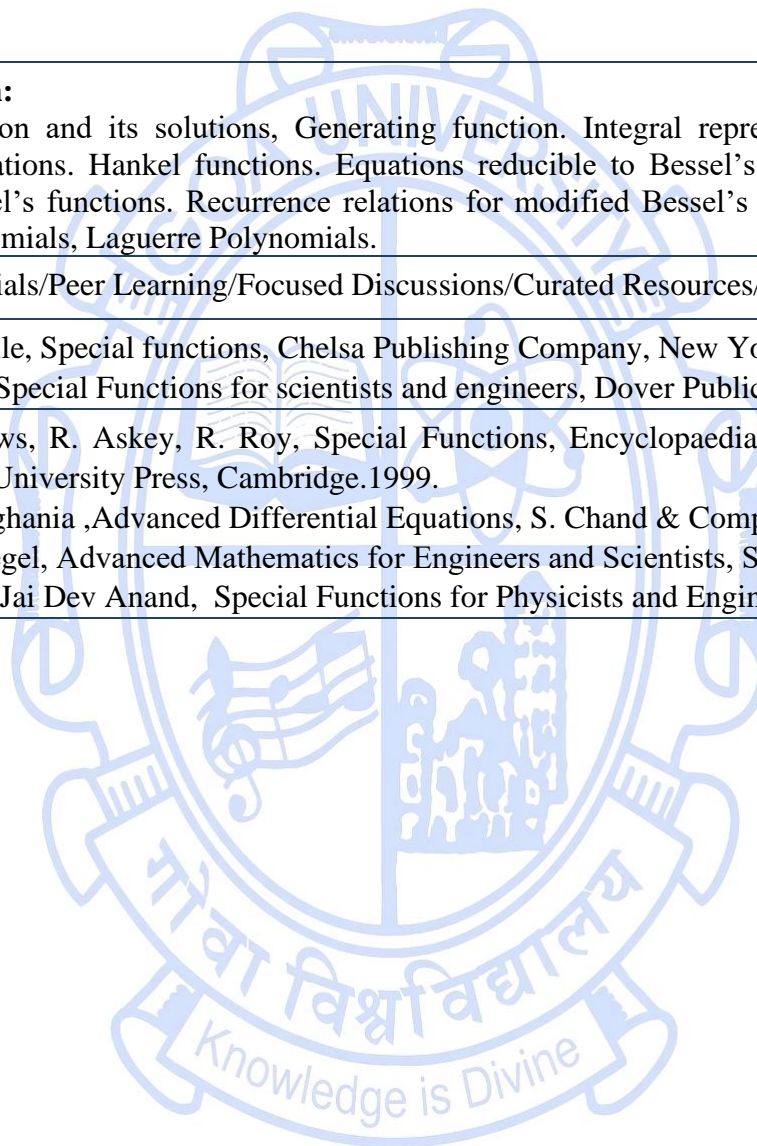 GOA UNIVERSITY
n:
on and its solutions, Generating function. Integral repre
ations. Hankel functions. Equations reducible to Bessel's
el's functions. Recurrence relations for modified Bessel's
mials, Laguerre Polynomials.
ials/Peer Learning/Focused Discussions/Curated Resources/
le, Special functions, Chelsa Publishing Company, New Yo
Special Functions for scientists and engineers, Dover Public
ws, R. Askey, R. Roy, Special Functions, Encyclopaedia
University Press, Cambridge.1999.
ghania ,Advanced Differential Equations, S. Chand & Comp
egel, Advanced Mathematics for Engineers and Scientists, S
Jai Dev Anand, Special Functions for Physicists and Engin
गोंवा विश्वविद्यालय
Knowledge is Divine